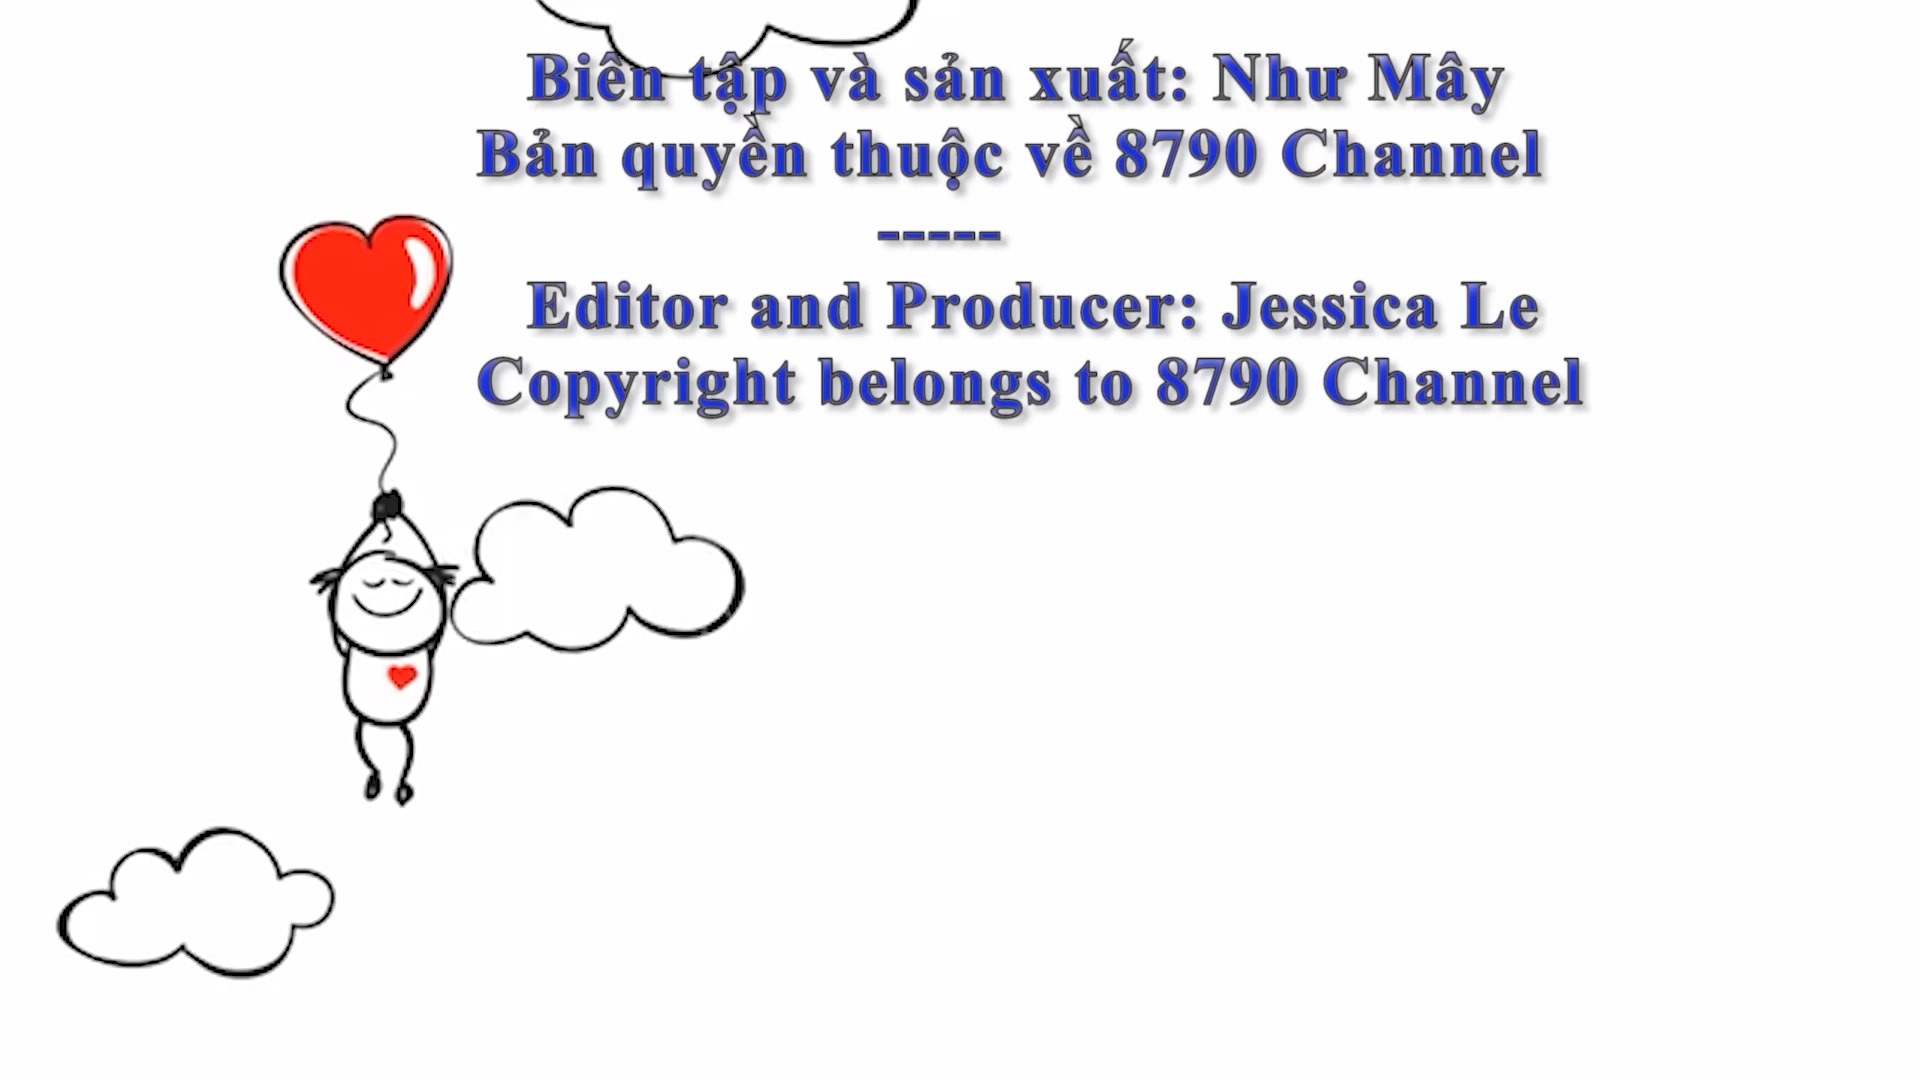 Biên tập và sản xuất: Như Mây
Bản quyền thuộc về 8790 Channel
-----
Editor and Producer: Jessica Le
Copyright belongs to 8790 Channel